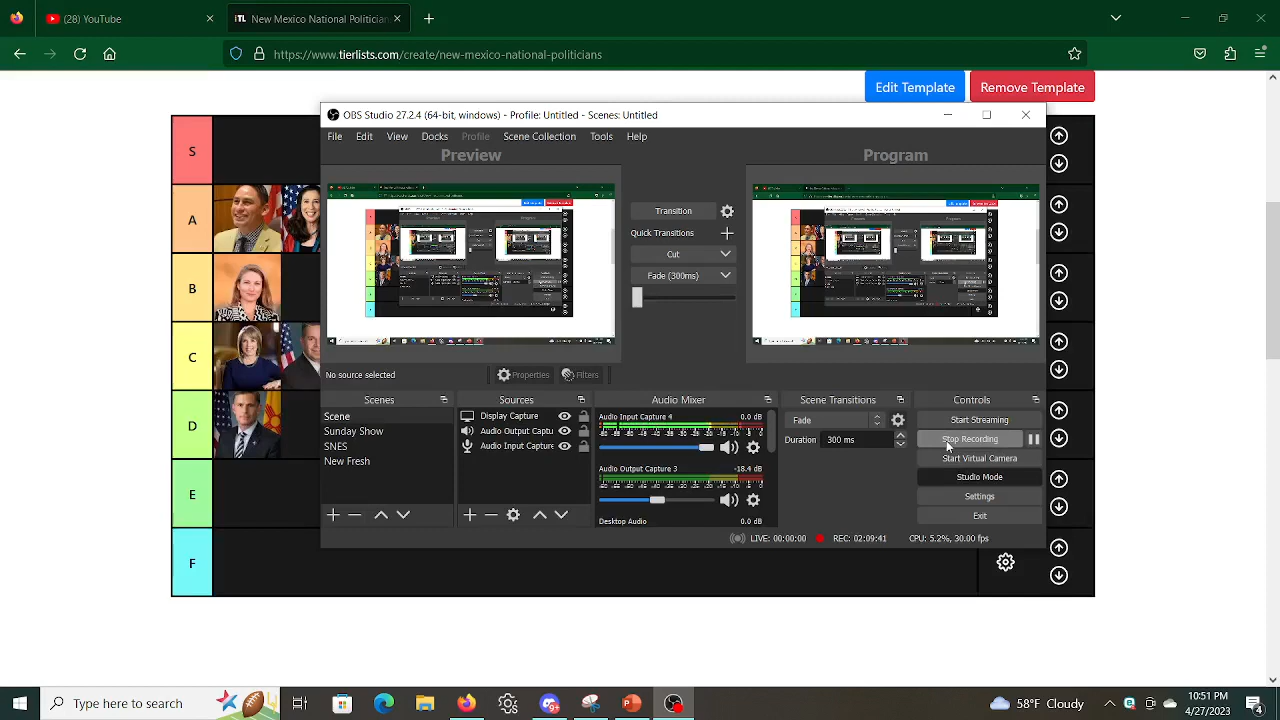 (28) YouTube
iTL New Mexico National Politician
https://www.tierlists.com/create/new-mexico-national-politicians
Edit Template
Remove Template
OBS Studio 27.2.4 (64-bit, windows) - Profile: Untitled - Scenes: Untitled
File Edit View Docks Profile Scene Collection Tools Help
Preview
Program
S
A
B
C
D
E
F
Transition
Quick Transitions
Cut
Fade (300ms)
No source selected
Properties
Filters
Scenes
Sources
Audio Mixer
Scene Transitions
Controls
Scene
Sunday Show
SNES
New Fresh
Display Capture
Audio Output Captu
Audio Input Capture
Audio Input Capture 4 0.0 dB
Audio Output Capture 3 -18.4 dB
Desktop Audio 0.0 dB
Fade
Duration 300 ms
Start Streaming
Stop Recording
Start Virtual Camera
Studio Mode
Settings
Exit
LIVE: 00:00:00
REC: 02:09:41
CPU: 5.2%, 30.00 fps
Type here to search
58°F Cloudy
10:51 PM
4/27/2023